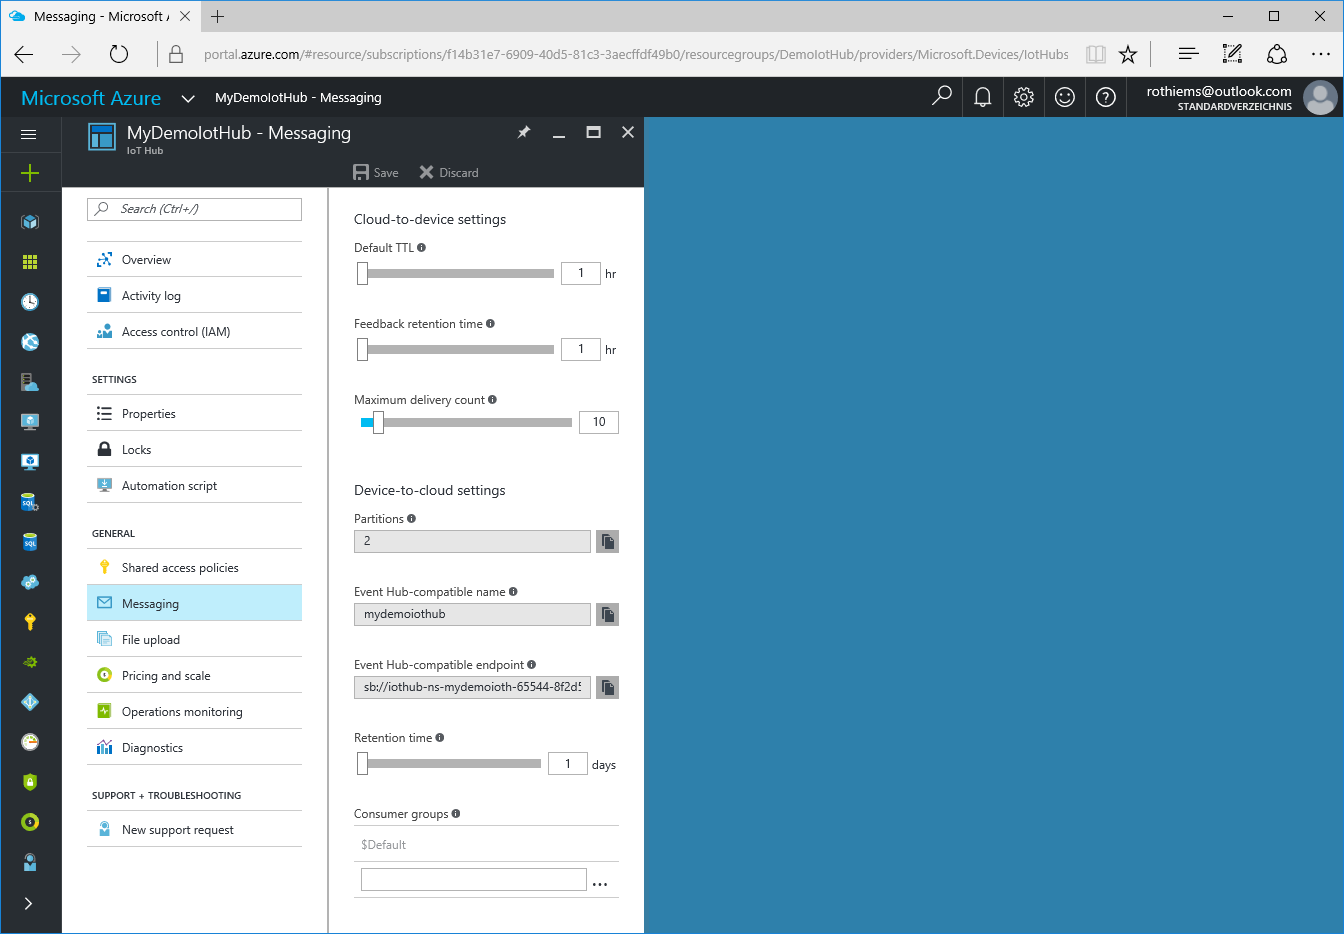 Messaging - Microsoft A
portal.azure.com/#resource/subscriptions/f14b31e7-6909-40d5-81c3-3aecffdf49b0/resourcegroups/DemoIotHub/providers/Microsoft.Devices/IotHubs
Microsoft Azure
MyDemoIotHub - Messaging
rothiems@outlook.com
STANDARDVERZEICHNIS
MyDemoIotHub - Messaging
IoT Hub
Save
Discard
Search (Ctrl+/)
Overview
Activity log
Access control (IAM)
SETTINGS
Properties
Locks
Automation script
GENERAL
Shared access policies
Messaging
File upload
Pricing and scale
Operations monitoring
Diagnostics
SUPPORT + TROUBLESHOOTING
New support request
Cloud-to-device settings
Default TTL
1 hr
Feedback retention time
1 hr
Maximum delivery count
10
Device-to-cloud settings
Partitions
2
Event Hub-compatible name
mydemoiothub
Event Hub-compatible endpoint
sb://iothub-ns-mydemoioth-65544-8f2d5
Retention time
1 days
Consumer groups
$Default